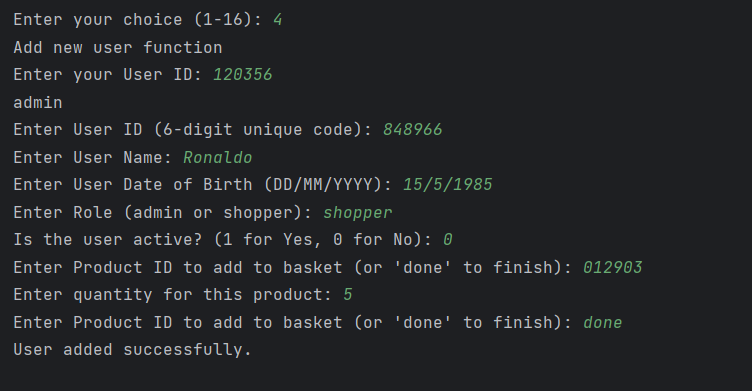 Enter your choice (1-16): 4
Add new user function
Enter your User ID: 120356
admin
Enter User ID (6-digit unique code): 848966
Enter User Name: Ronaldo
Enter User Date of Birth (DD/MM/YYYY): 15/5/1985
Enter Role (admin or shopper): shopper
Is the user active? (1 for Yes, 0 for No): 0
Enter Product ID to add to basket (or 'done' to finish): 012903
Enter quantity for this product: 5
Enter Product ID to add to basket (or 'done' to finish): done
User added successfully.